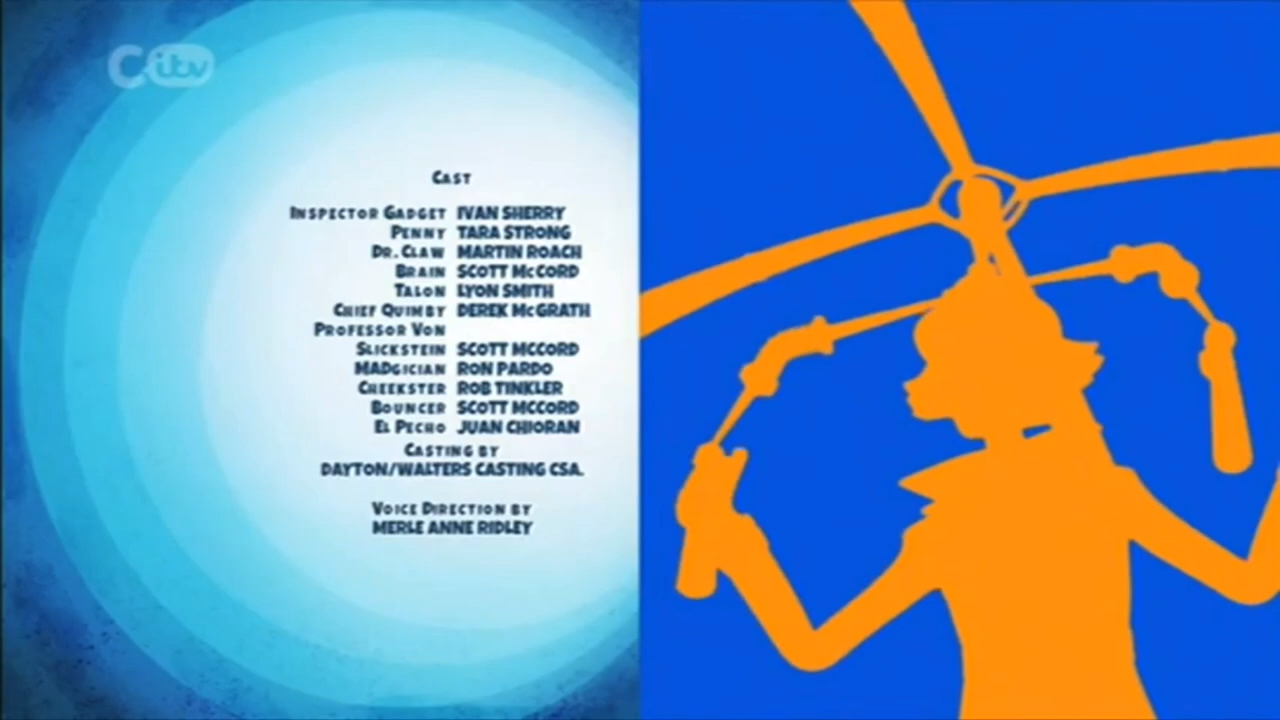 Citv
Cast
Inspector Gadget IVAN SHERRY
Penny TARA STRONG
Dr. Claw MARTIN ROACH
Brain SCOTT McCORD
Talon LYON SMITH
Chief Quimby DEREK McGRATH
Professor Von
Slickstein SCOTT MCCORD
MADgician RON PARDO
Cheekster ROB TINKLER
Bouncer SCOTT MCCORD
El Pecho JUAN CHIORAN
Casting by
DAYTON/WALTERS CASTING CSA.
Voice Direction by
MERLE ANNE RIDLEY